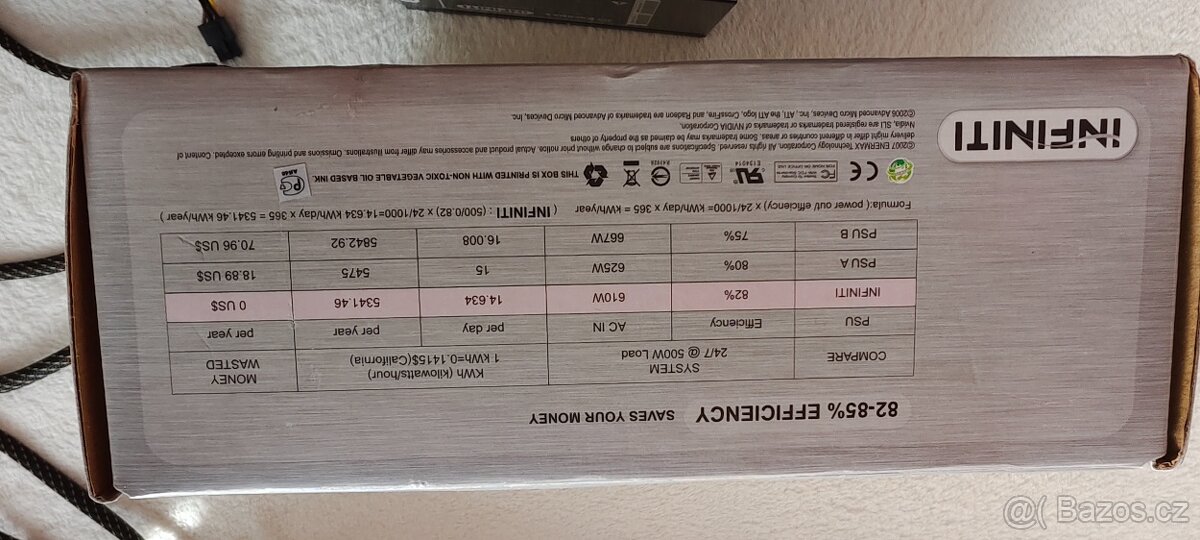 82-85% EFFICIENCY SAVES YOUR MONEY
COMPARE SYSTEM 24/7 @ 500W Load KWh (kilowatts/hour) 1 kWh=0.1415$(California) MONEY WASTED
PSU Efficiency AC IN per day per year per year
INFINITI 82% 610W 14.634 5341.46 0 US$
PSU A 80% 625W 15 5475 18.89 US$
PSU B 75% 667W 16.008 5842.92 70.96 US$
Formula:( power out/ efficiency) x 24/1000= kWh/day x 365 = kWh/year ( INFINITI : (500/0.82) x 24/1000=14.634 kWh/day x 365 = 5341.46 kWh/year )
THIS BOX IS PRINTED WITH NON-TOXIC VEGETABLE OIL BASED INK.
©2007 ENERMAX Technology Corporation. All rights reserved. Specifications are subject to change without prior notice. Actual product and accessories may differ from illustrations. Omissions and printing errors excepted. Content of
delivery might differ in different countries or areas. Some trademarks may be claimed as the property of others
Nvidia, SLI are registered trademarks or trademarks of NVIDIA Corporation.
©2006 Advanced Micro Devices, Inc., ATI, the ATI logo, CrossFire, and Radeon are trademarks of Advanced Micro Devices, Inc.
INFINITI
@( Bazos.cz